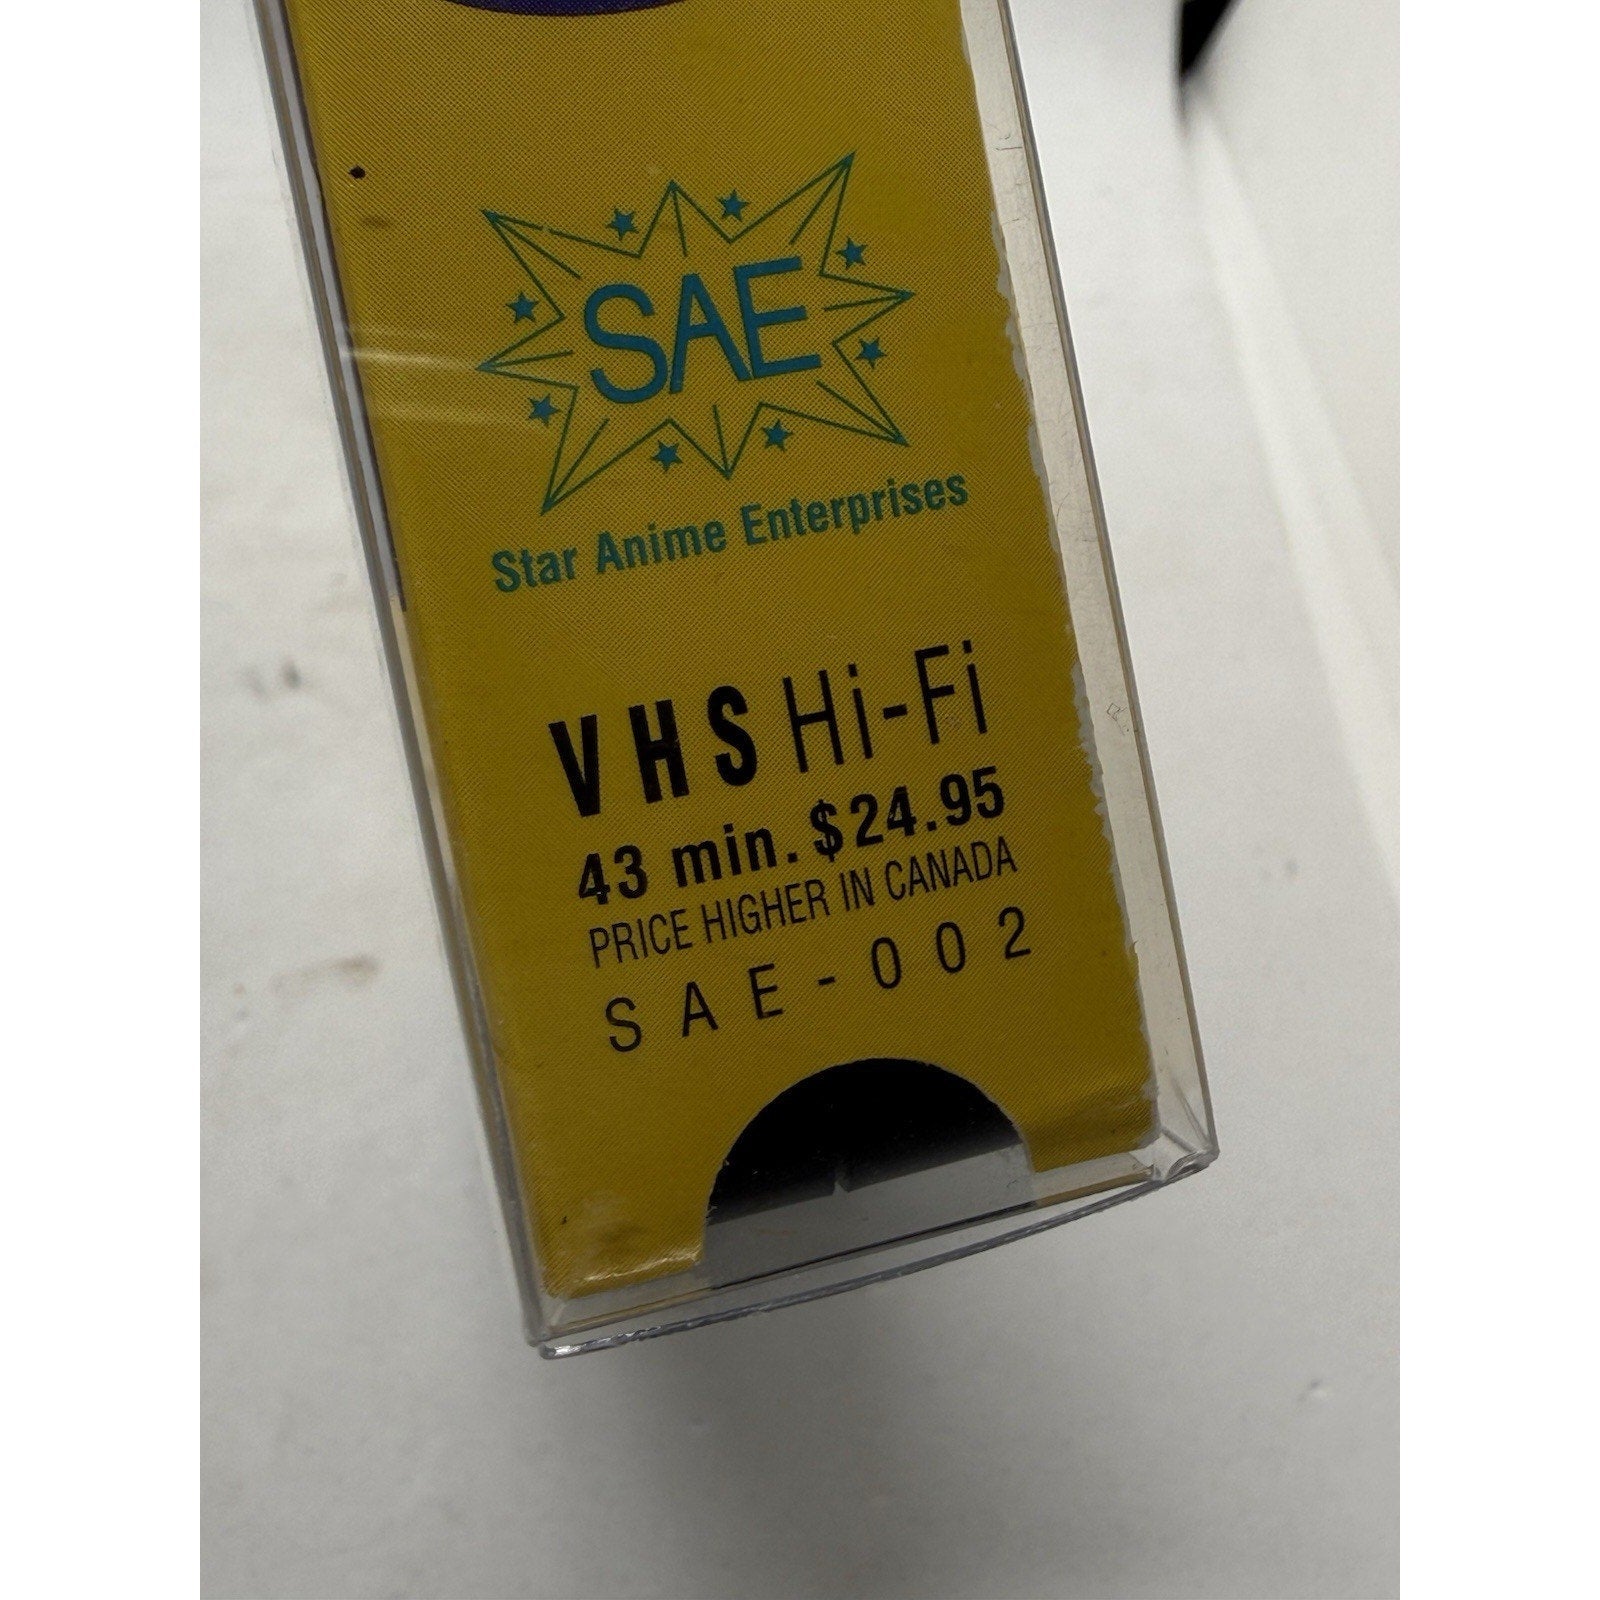 SAE
Star Anime Enterprises
VHS Hi-Fi
43 min. $24.95
PRICE HIGHER IN CANADA
SAE-002